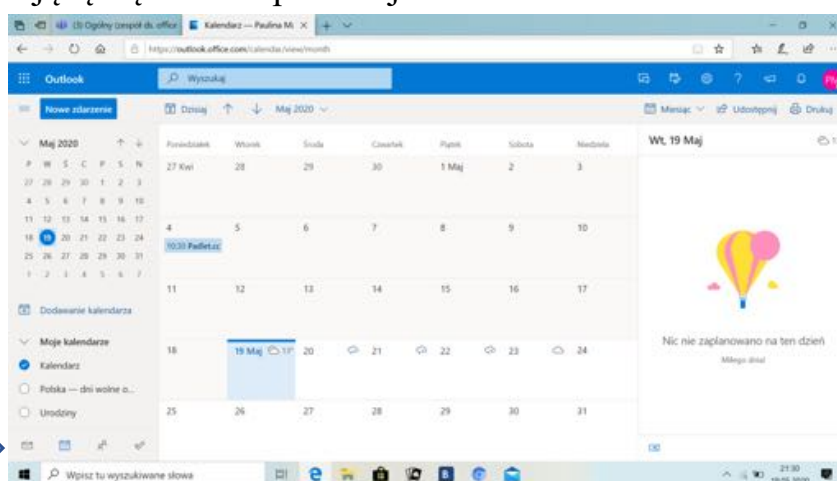 (3) Ogólny (zespół ds. office
Kalendarz — Paulina Mi
https://outlook.office.com/calendar/view/month
Outlook
Wyszukaj
Nowe zdarzenie
Dzisiaj
Maj 2020
Miesiąc
Udostępnij
Drukuj
Maj 2020
P W Ś C P S N
27 28 29 30 1 2 3
4 5 6 7 8 9 10
11 12 13 14 15 16 17
18 19 20 21 22 23 24
25 26 27 28 29 30 31
1 2 3 4 5 6 7
Dodawanie kalendarza
Moje kalendarze
Kalendarz
Polska — dni wolne o...
Urodziny
Poniedziałek Wtorek Środa Czwartek Piątek Sobota Niedziela
27 Kwi 28 29 30 1 Maj 2 3
4 5 6 7 8 9 10
10:30 Padlet.cc
11 12 13 14 15 16 17
18 19 Maj 20 21 22 23 24
25 26 27 28 29 30 31
Wt, 19 Maj
Nic nie zaplanowano na ten dzień
Miłego dnia!
Wpisz tu wyszukiwane słowa
21:30
19.05.2020